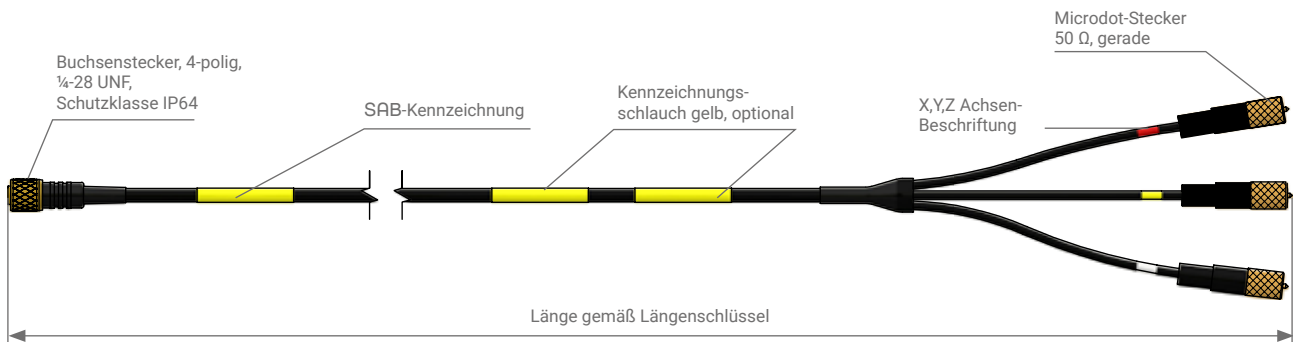 Buchsenstecker, 4-polig,
¼-28 UNF,
Schutzklasse IP64
SAB-Kennzeichnung
Kennzeichnungs-
schlauch gelb, optional
X,Y,Z Achsen-
Beschriftung
Microdot-Stecker
50 Ω, gerade
Länge gemäß Längenschlüssel